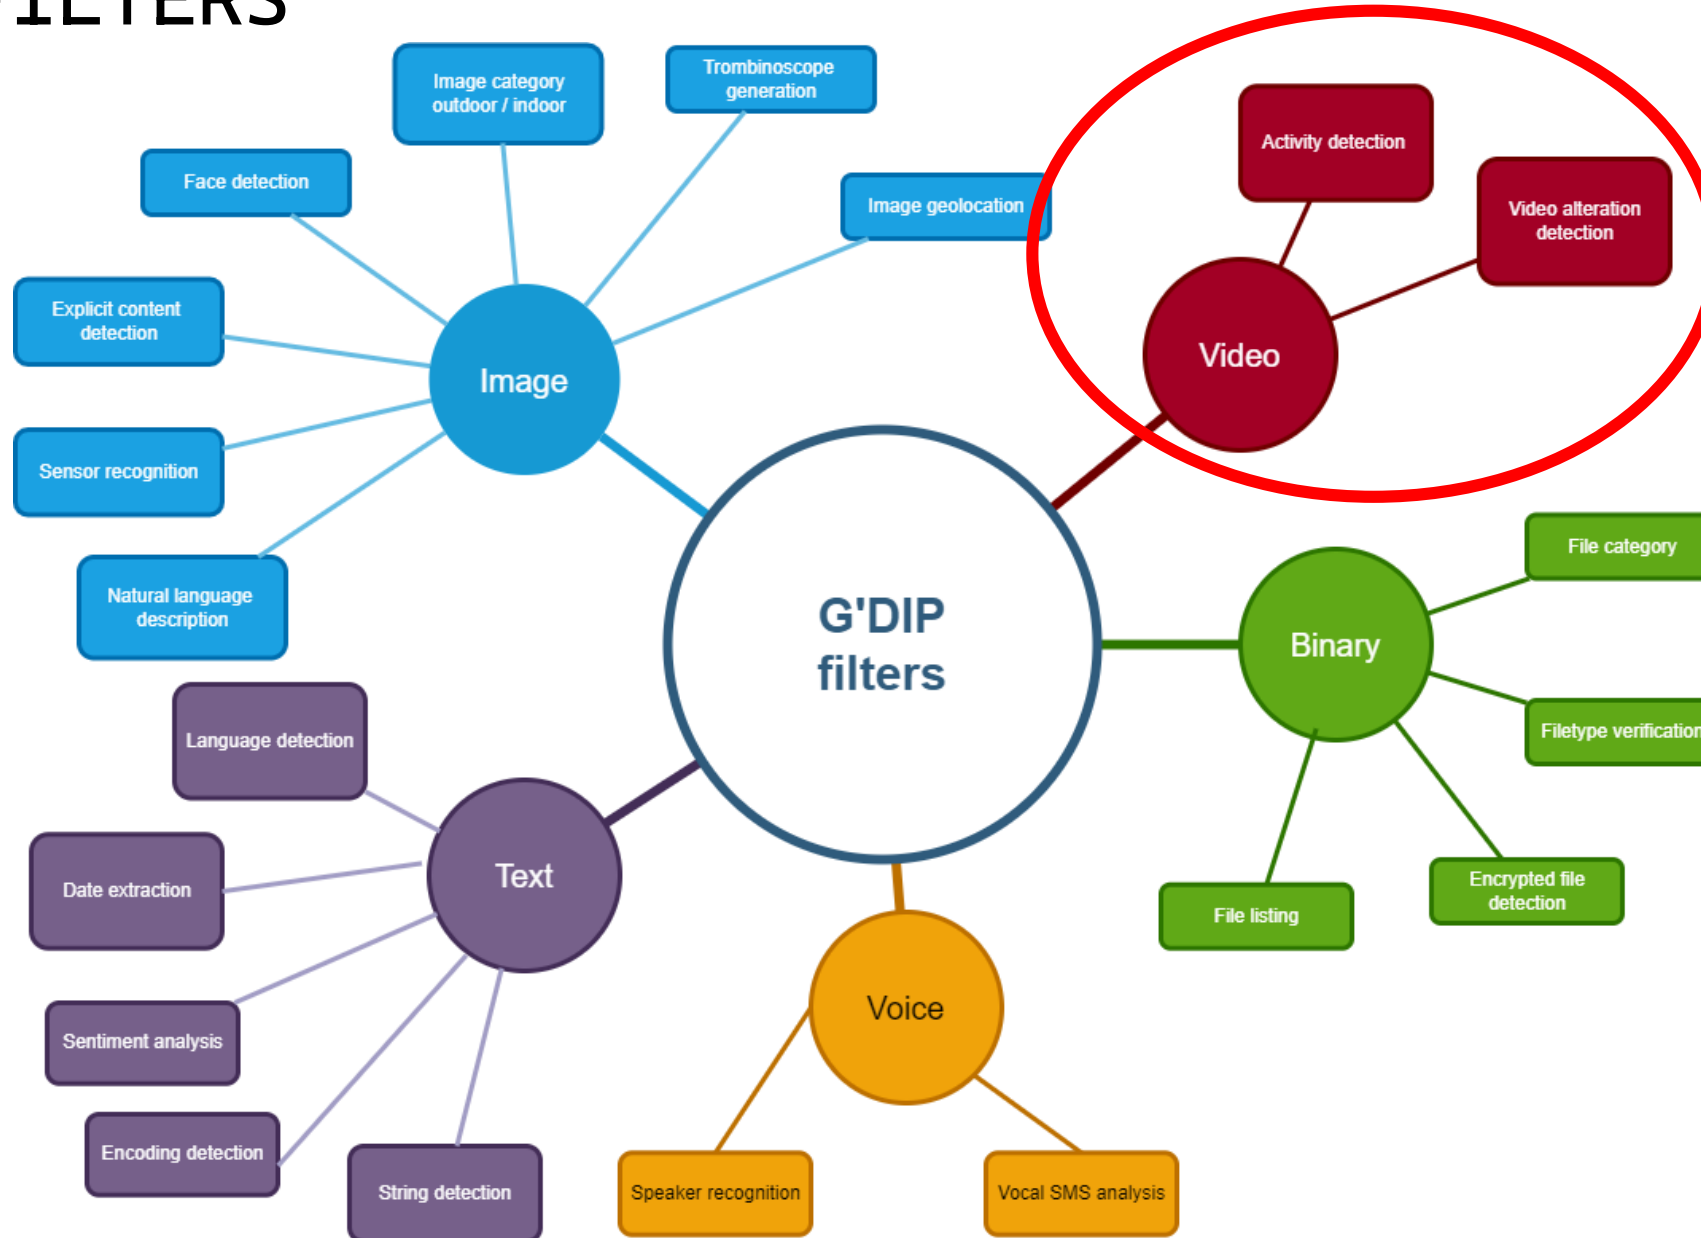 FILTERS
Image category
outdoor / indoor
Trombinoscope
generation
Face detection
Image geolocation
Explicit content
detection
Image
Sensor recognition
Natural language
description
Activity detection
Video alteration
detection
Video
G'DIP
filters
File category
Binary
Filetype verification
Encrypted file
detection
File listing
Language detection
Date extraction
Text
Sentiment analysis
Encoding detection
String detection
Voice
Speaker recognition
Vocal SMS analysis